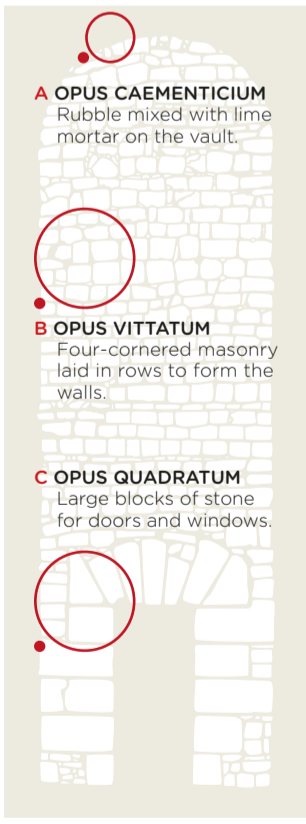 A OPUS CAEMENTICIUM
Rubble mixed with lime
mortar on the vault.
B OPUS VITTATUM
Four-cornered masonry
laid in rows to form the
walls.
C OPUS QUADRATUM
Large blocks of stone
for doors and windows.